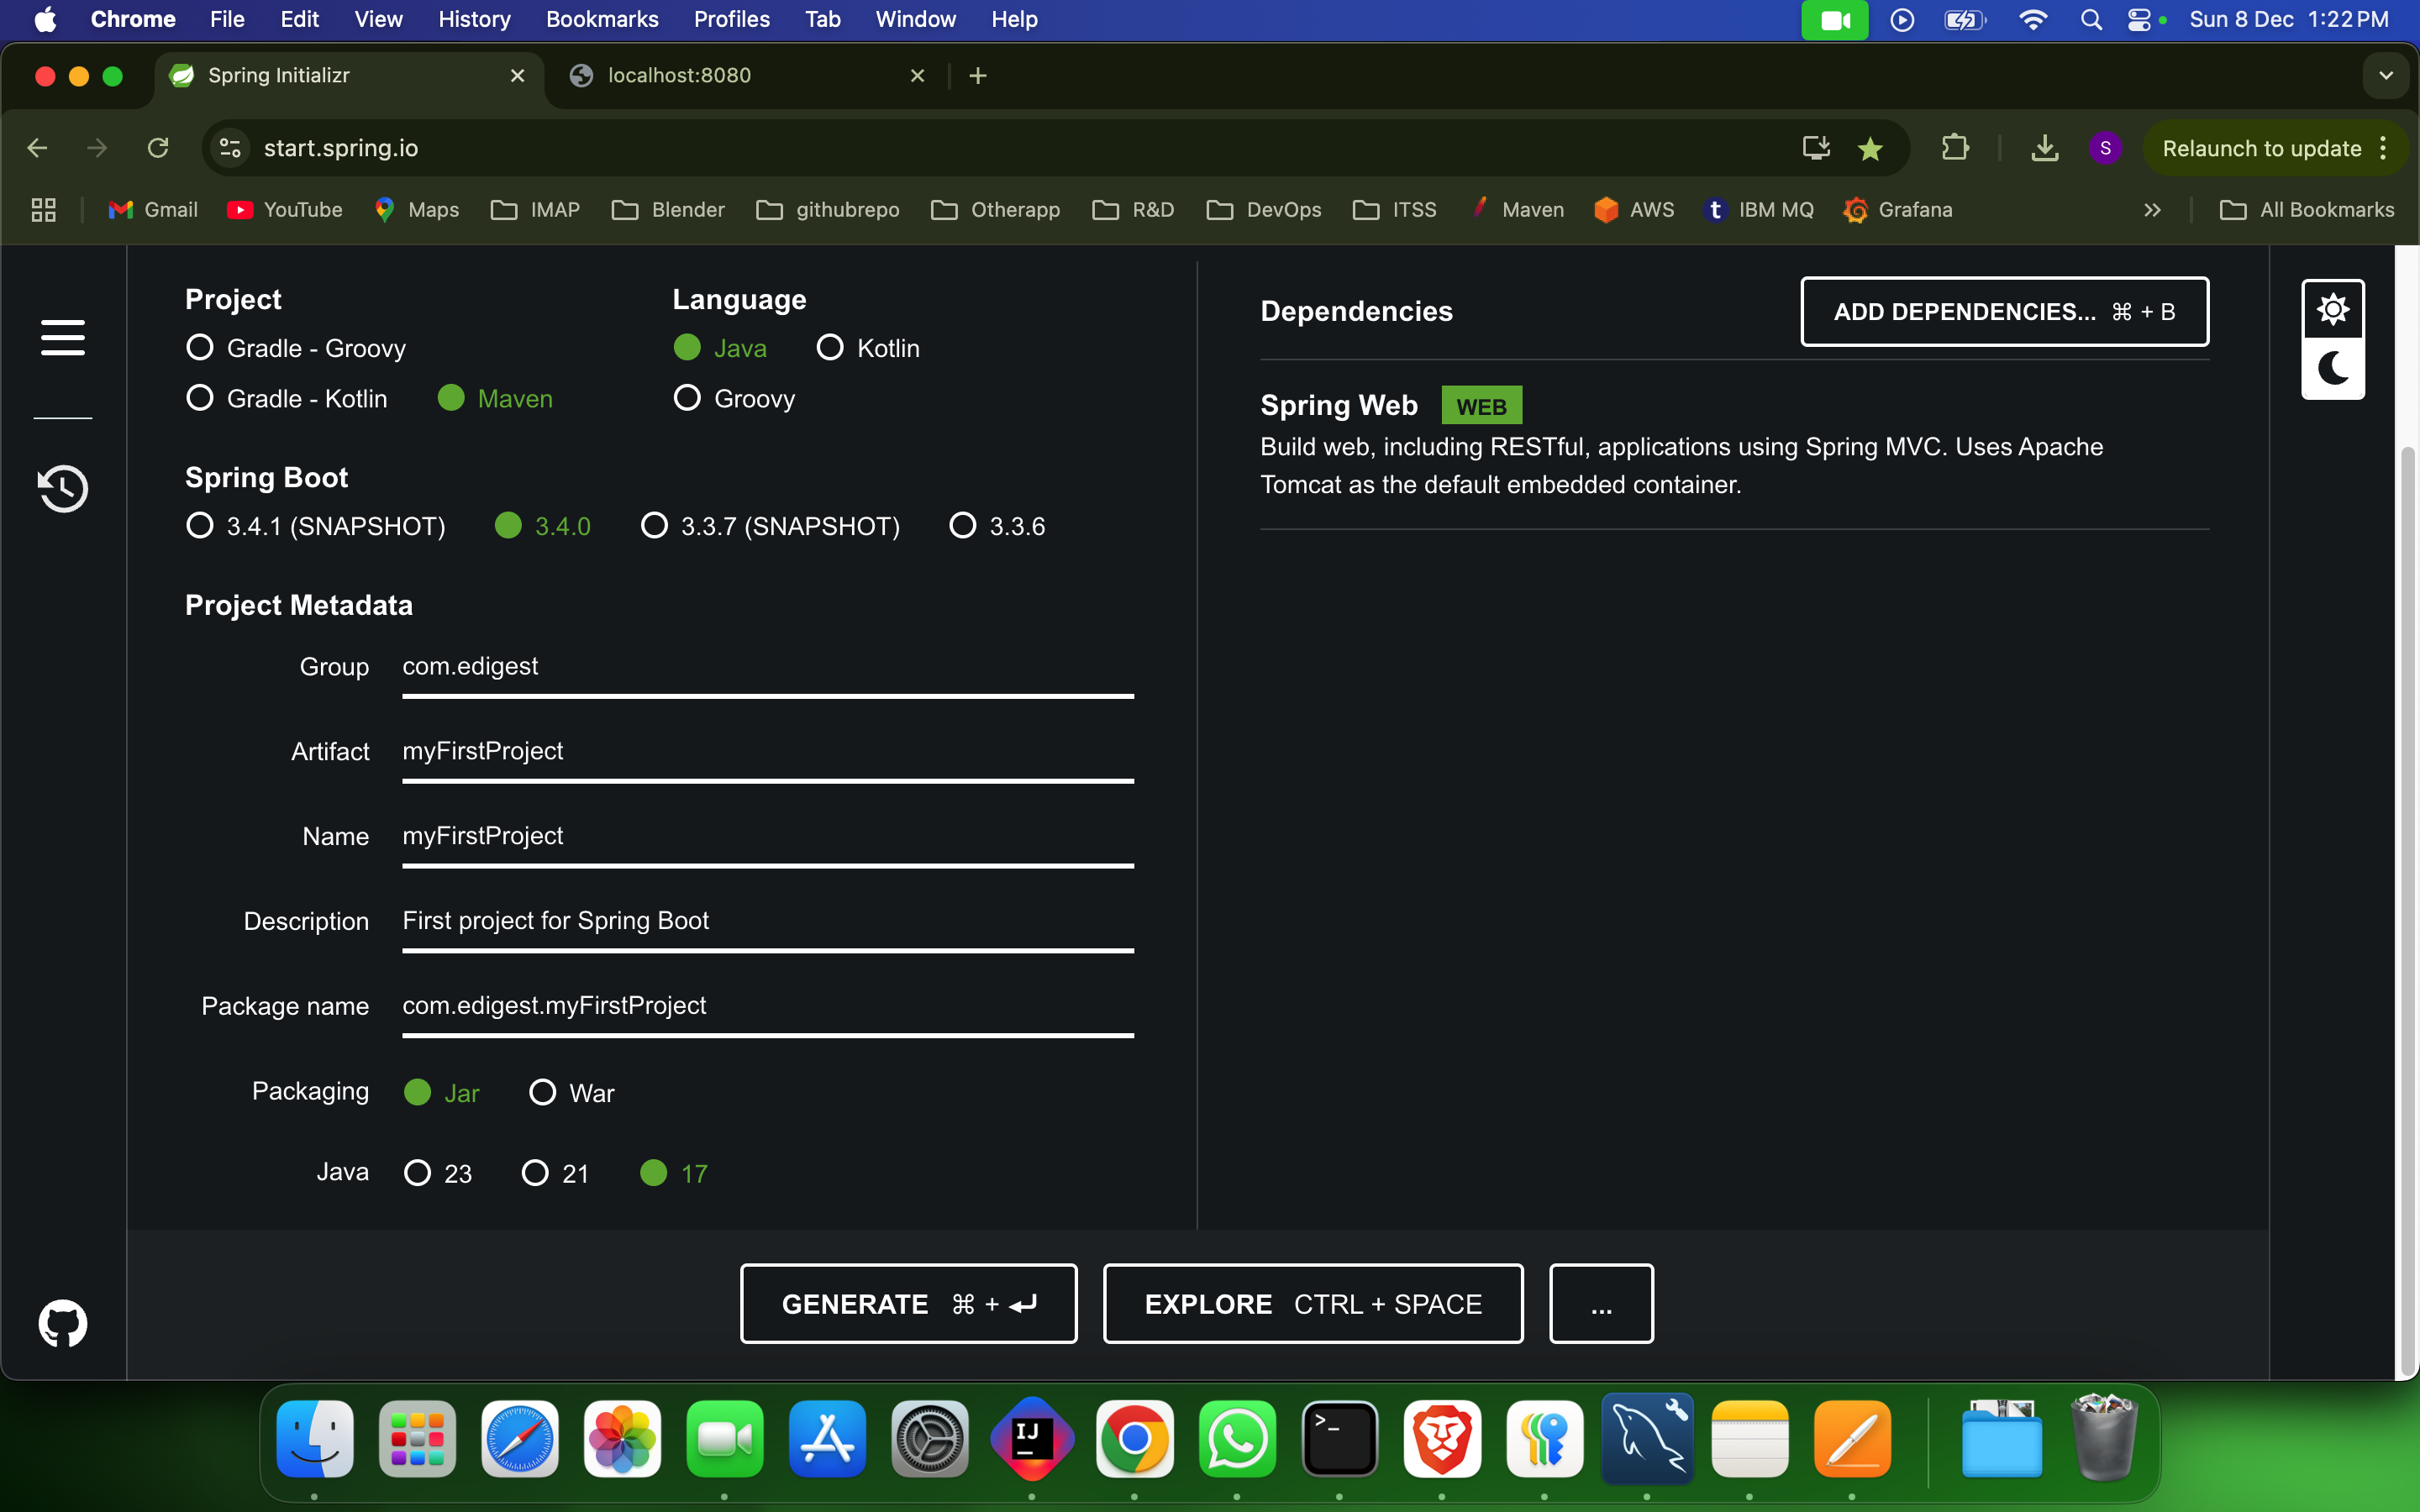 Chrome File Edit View History Bookmarks Profiles Tab Window Help Sun 8 Dec 1:22 PM
Spring Initializr localhost:8080
start.spring.io S Relaunch to update
Gmail YouTube Maps IMAP Blender githubrepo Otherapp R&D DevOps ITSS Maven AWS t IBM MQ Grafana All Bookmarks
Project
Gradle - Groovy
Gradle - Kotlin Maven
Language
Java Kotlin
Groovy
Spring Boot
3.4.1 (SNAPSHOT) 3.4.0 3.3.7 (SNAPSHOT) 3.3.6
Project Metadata
Group com.edigest
Artifact myFirstProject
Name myFirstProject
Description First project for Spring Boot
Package name com.edigest.myFirstProject
Packaging Jar War
Java 23 21 17
Dependencies ADD DEPENDENCIES... ⌘ + B
Spring Web WEB
Build web, including RESTful, applications using Spring MVC. Uses Apache
Tomcat as the default embedded container.
GENERATE ⌘ + ⏎ EXPLORE CTRL + SPACE ...
IJ >_